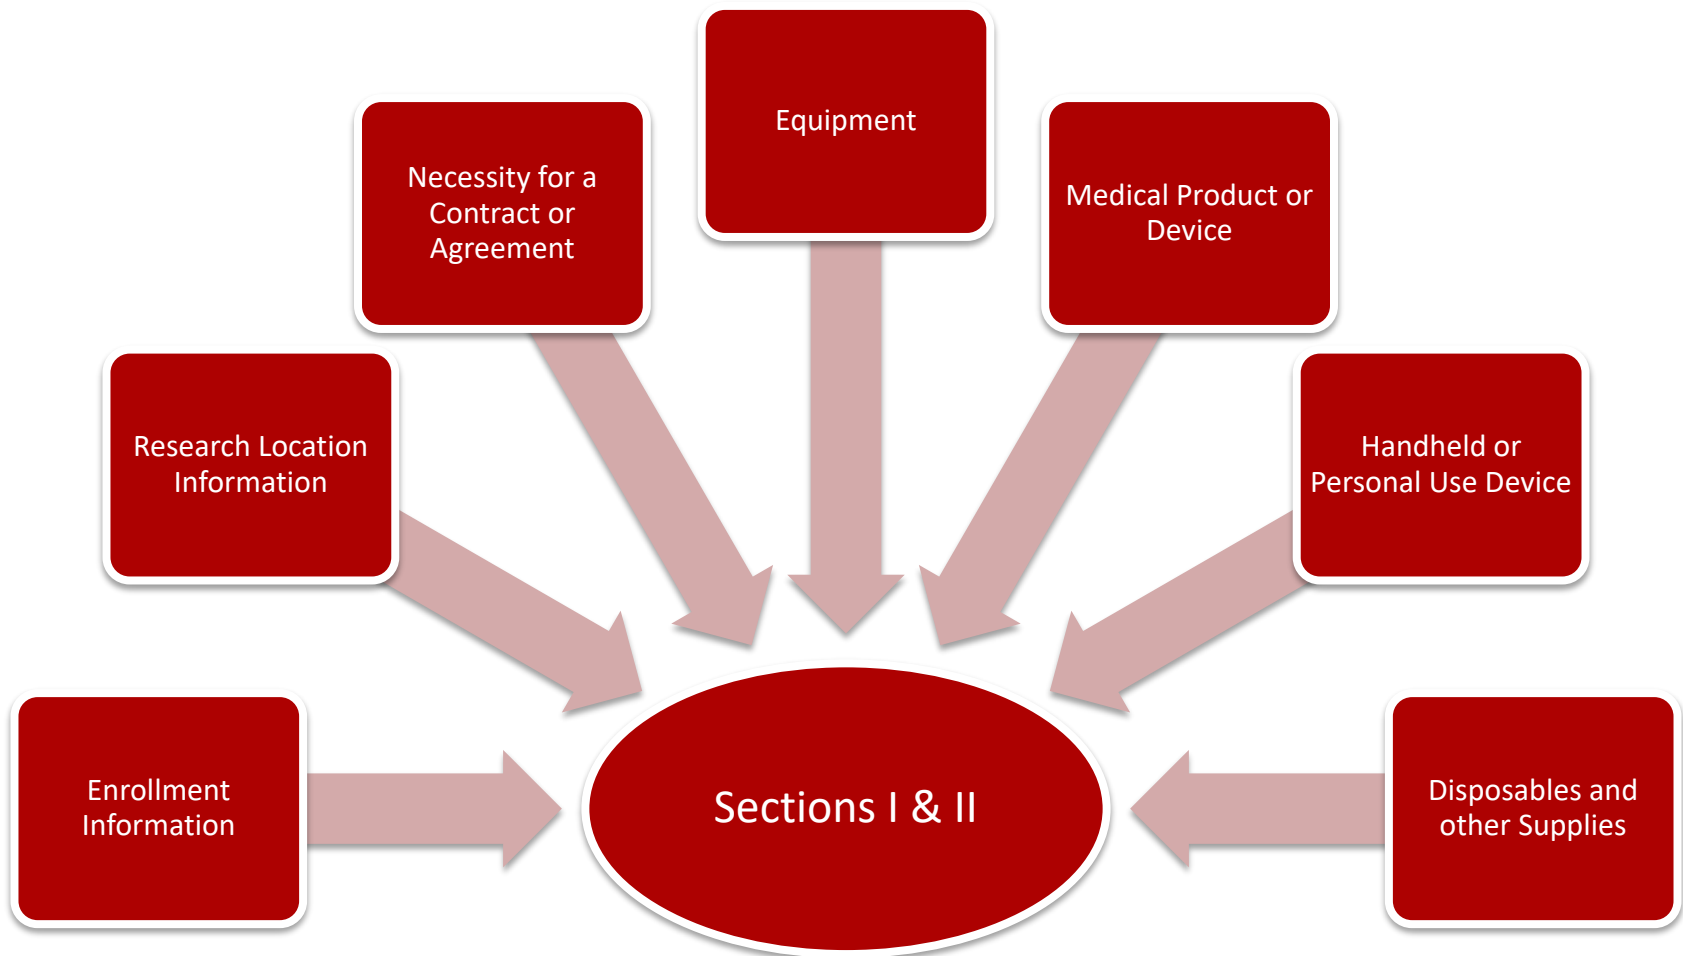 Equipment
Necessity for a
Contract or
Agreement
Medical Product or
Device
Research Location
Information
Handheld or
Personal Use Device
Enrollment
Information
Sections I & II
Disposables and
other Supplies